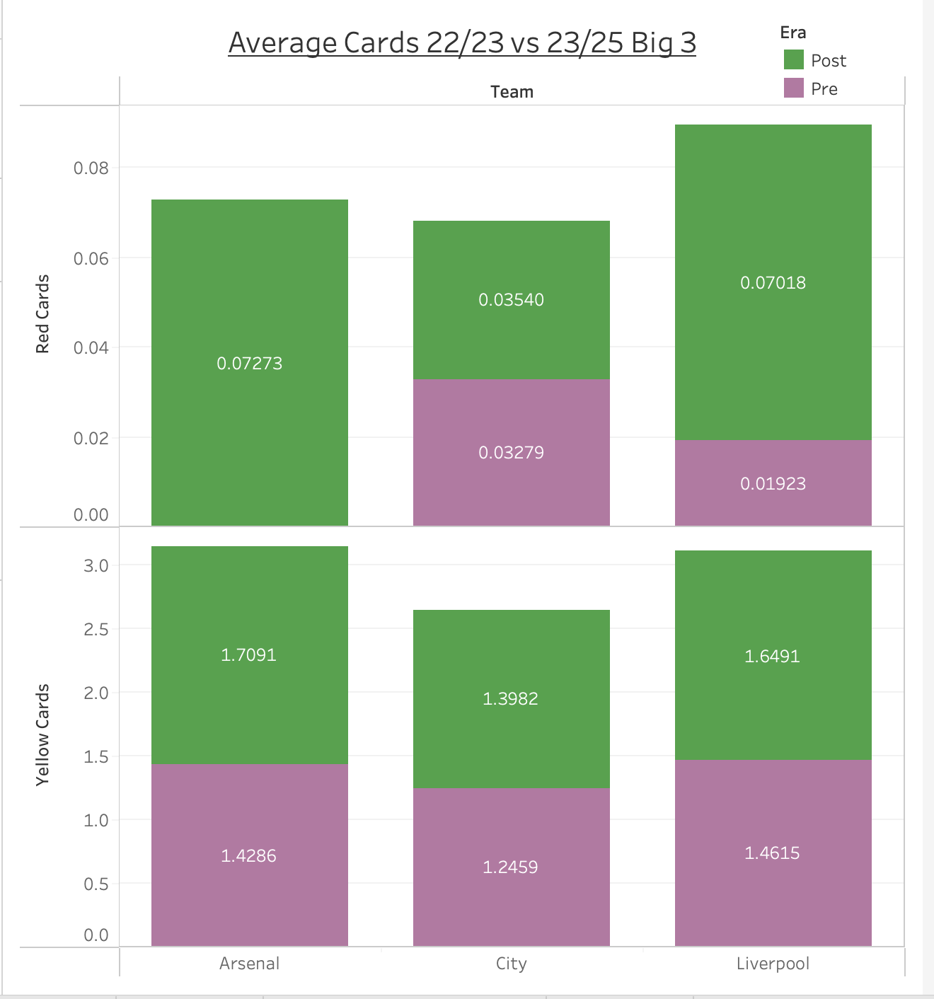 Average Cards 22/23 vs 23/25 Big 3
Era
Post
Pre
Team
Red Cards
0.08
0.06
0.04
0.02
0.00
0.07273
0.03540
0.03279
0.07018
0.01923
Yellow Cards
3.0
2.5
2.0
1.5
1.0
0.5
0.0
1.7091
1.4286
1.3982
1.2459
1.6491
1.4615
Arsenal
City
Liverpool